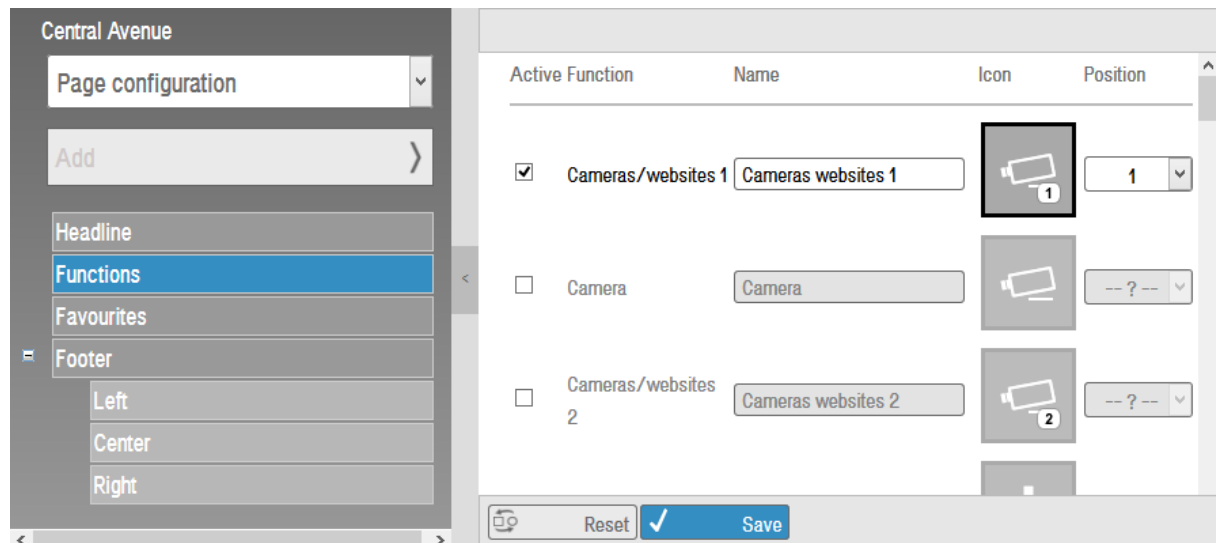 Central Avenue
Page configuration
Add
Headline
Functions
Favourites
Footer
Left
Center
Right
Active Function Name Icon Position
Cameras/websites 1 Cameras websites 1 1 1
Camera Camera -- ? --
Cameras/websites
2 Cameras websites 2 2 -- ? --
Reset Save